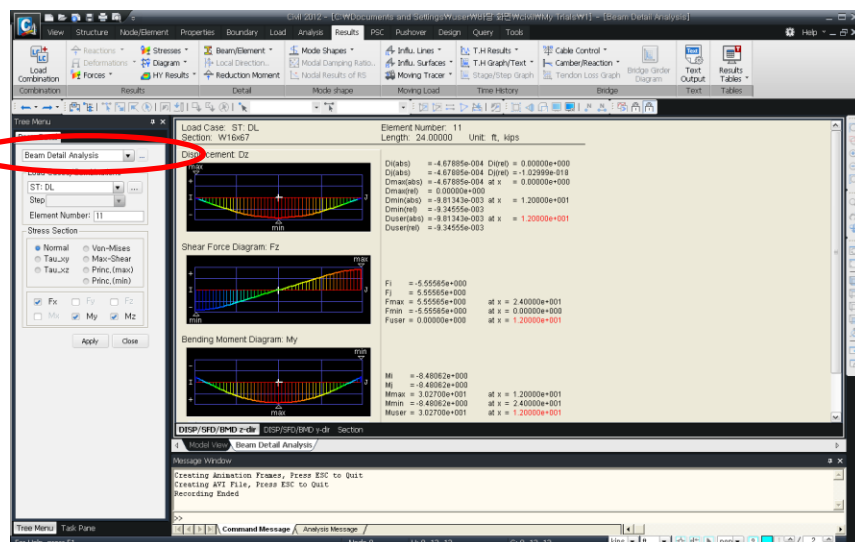 Civil 2012 - [C:\WDocuments and Settings\Wuser\W8\W\Civil\WMy Trials\W1] - [Beam Detail Analysis]
View Structure Node/Element Properties Boundary Load Analysis Results PSC Pushover Design Query Tools Help
Load Combination
Reactions
Deformations
Forces
Stresses
Diagram
HY Results
Beam/Element
Local Direction..
Reduction Moment
Mode Shapes
Modal Damping Ratio..
Nodal Results of RS
Influ. Lines
Influ. Surfaces
Moving Tracer
T.H Results
T.H Graph/Text
Stage/Step Graph
Cable Control
Camber/Reaction
Tendon Loss Graph
Bridge Girder Diagram
Text Output
Results Tables
Combination Results Detail Mode shape Moving Load Time History Bridge Text Tables
Tree Menu
Beam Detail Analysis
ST: DL
Step
Element Number: 11
Stress Section
Normal Von-Mises
Tau_xy Max-Shear
Tau_xz Princ.(max)
Princ.(min)
Fx Fy Fz
Mx My Mz
Apply Close
Load Case: ST: DL Element Number: 11
Section: W16x67 Length: 24.00000 Unit: ft, kips
Displacement: Dz
max
min
Di(abs) =-4.67885e-004 Di(rel) = 0.00000e+000
Dj(abs) =-4.67885e-004 Dj(rel) =-1.02999e-018
Dmax(abs) =-4.67885e-004 at x = 0.00000e+000
Dmax(rel) = 0.00000e+000
Dmin(abs) =-9.81343e-003 at x = 1.20000e+001
Dmin(rel) =-9.34555e-003
Duser(abs) =-9.81343e-003 at x = 1.20000e+001
Duser(rel) =-9.34555e-003
Shear Force Diagram: Fz
max
min
Fi =-5.55565e+000
Fj = 5.55565e+000
Fmax = 5.55565e+000 at x = 2.40000e+001
Fmin =-5.55565e+000 at x = 0.00000e+000
Fuser = 0.00000e+000 at x = 1.20000e+001
Bending Moment Diagram: My
min
max
Mi =-8.48062e+000
Mj =-8.48062e+000
Mmax = 3.02700e+001 at x = 1.20000e+001
Mmin =-8.48062e+000 at x = 2.40000e+001
Muser = 3.02700e+001 at x = 1.20000e+001
DISP/SFD/BMD z-dir DISP/SFD/BMD y-dir Section
Model View Beam Detail Analysis
Message Window
Creating Animation Frames, Press ESC to Quit
Creating AVI File, Press ESC to Quit
Recording Ended
>>
Tree Menu Task Pane Command Message Analysis Message